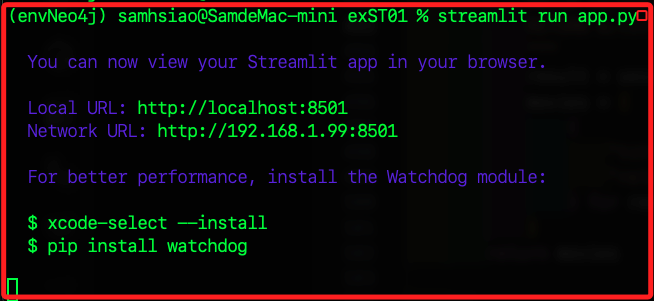 (envNeo4j) samhsiao@SamdeMac-mini exST01 % streamlit run app.py
You can now view your Streamlit app in your browser.
Local URL: http://localhost:8501
Network URL: http://192.168.1.99:8501
For better performance, install the Watchdog module:
$ xcode-select --install
$ pip install watchdog